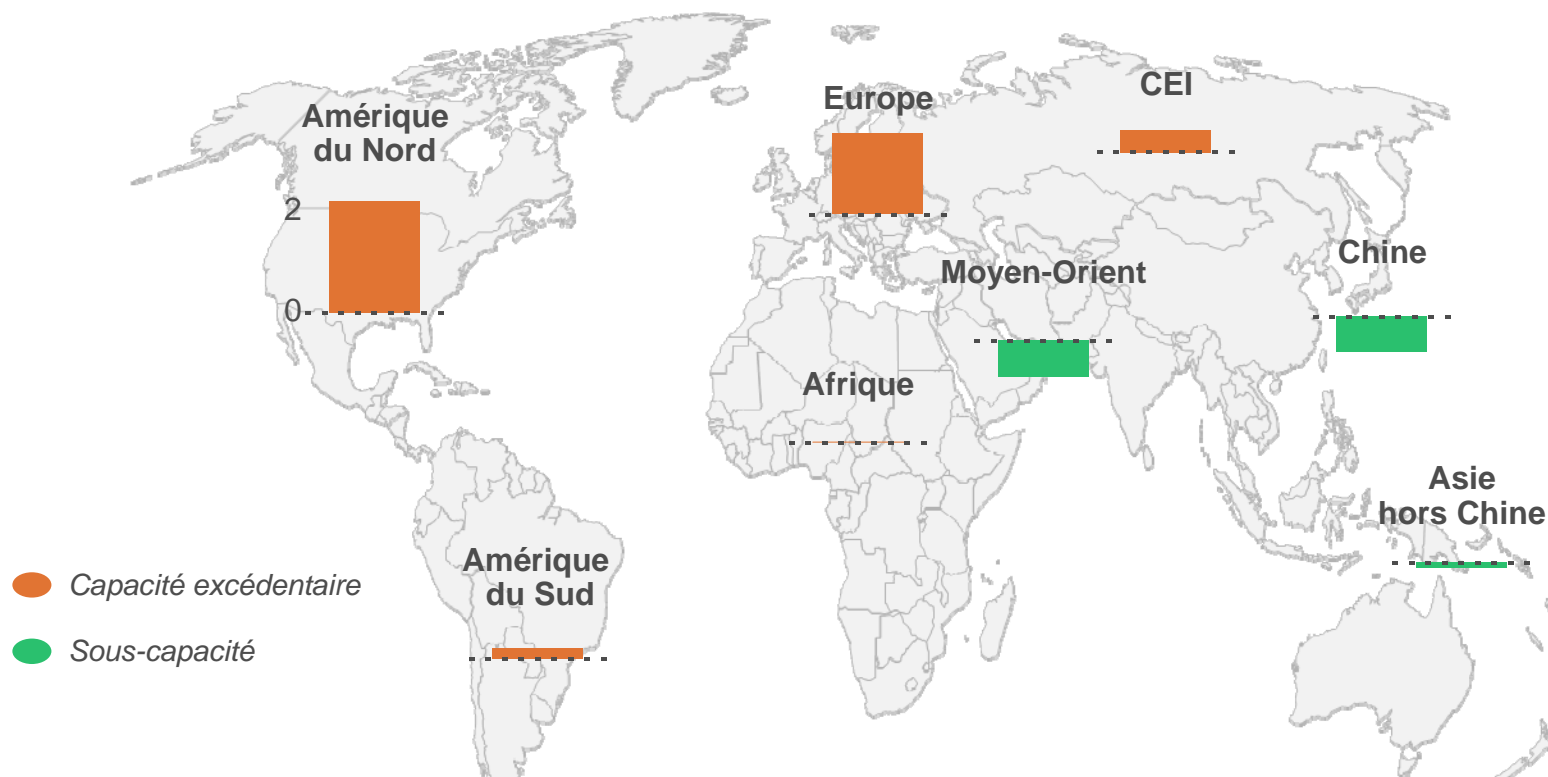 Amérique
du Nord
2
0
Europe
CEI
Moyen-Orient
Chine
Afrique
Asie
hors Chine
Amérique
du Sud
Capacité excédentaire
Sous-capacité